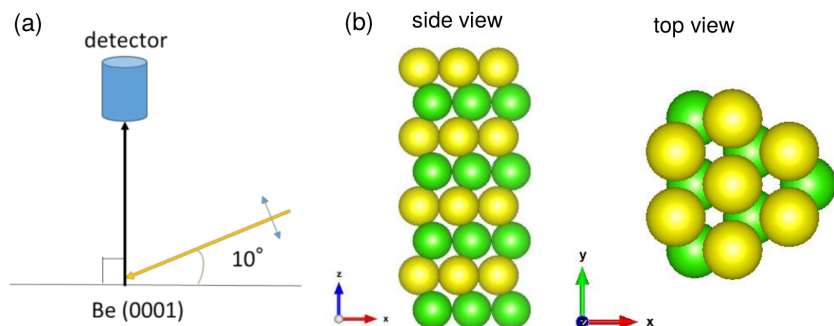 (a)
detector
10°
Be (0001)
(b)
side view
z
x
top view
y
z
x